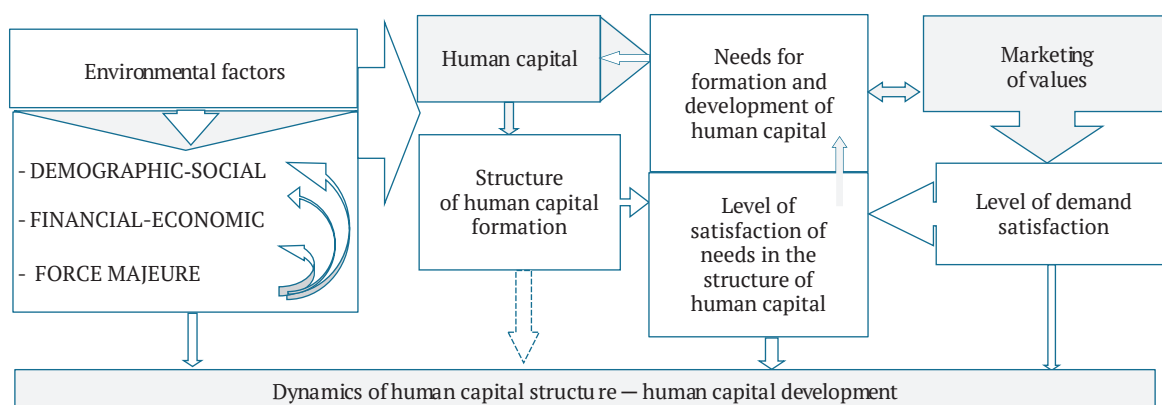 Environmental factors
- DEMOGRAPHIC-SOCIAL
- FINANCIAL-ECONOMIC
- FORCE MAJEURE
Human capital
Structure
of human capital
formation
Needs for
formation and
development of
human capital
Level of
satisfaction of
needs in the
structure of
human capital
Marketing
of values
Level of demand
satisfaction
Dynamics of human capital structure — human capital development